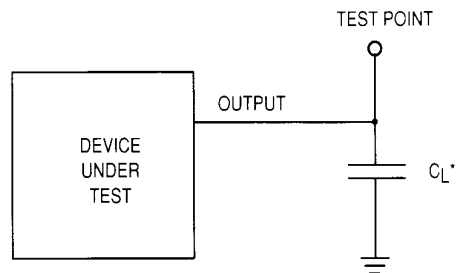 TEST POINT
OUTPUT
DEVICE
UNDER
TEST
CL*